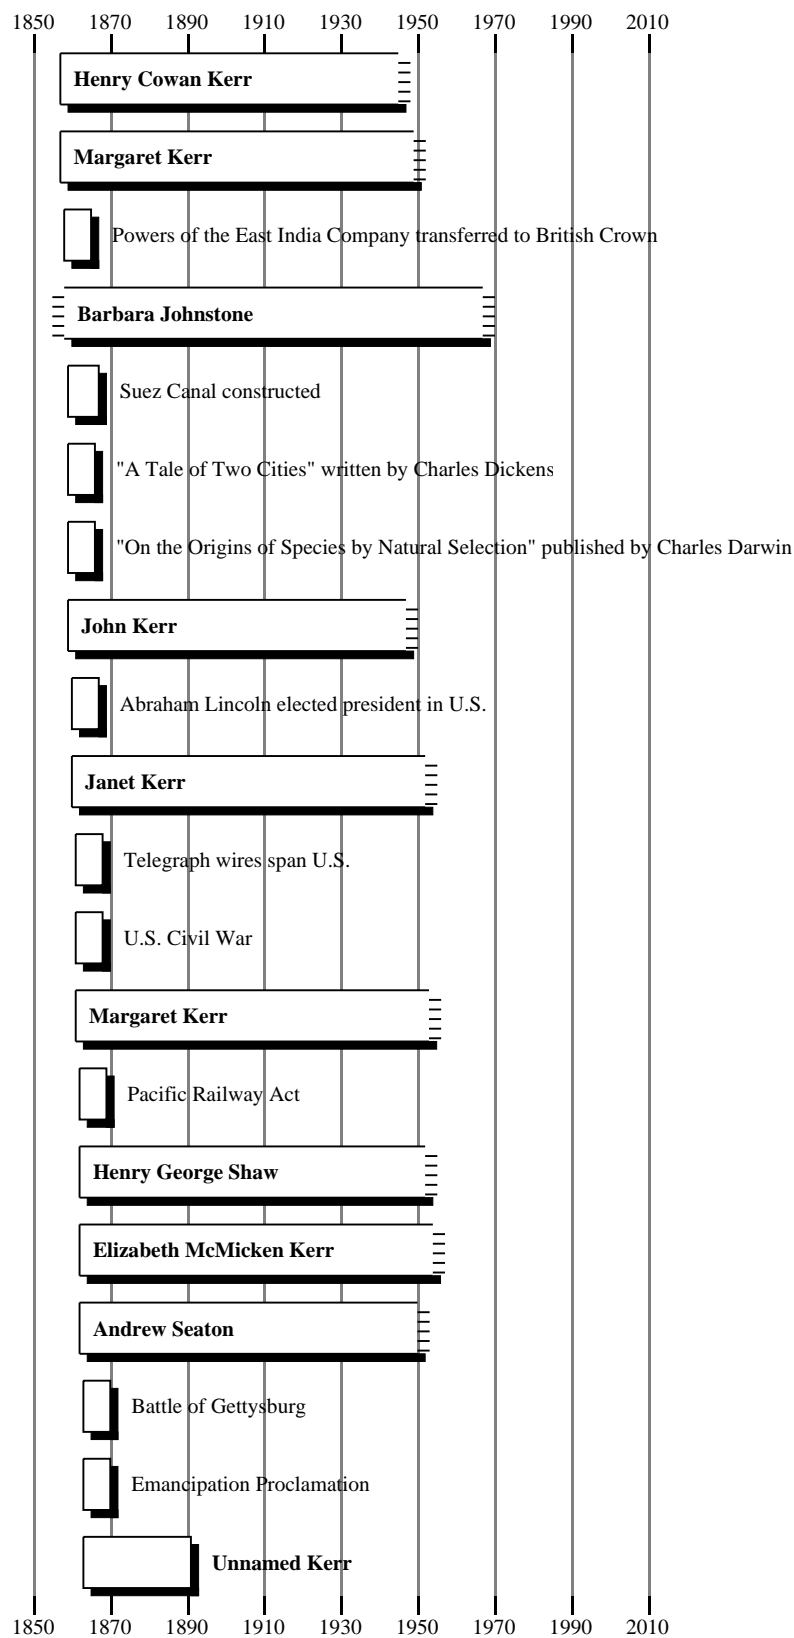 1850 1870 1890 1910 1930 1950 1970 1990 2010
Henry Cowan Kerr
Margaret Kerr
Powers of the East India Company transferred to British Crown
Barbara Johnstone
Suez Canal constructed
"A Tale of Two Cities" written by Charles Dickens
"On the Origins of Species by Natural Selection" published by Charles Darwin
John Kerr
Abraham Lincoln elected president in U.S.
Janet Kerr
Telegraph wires span U.S.
U.S. Civil War
Margaret Kerr
Pacific Railway Act
Henry George Shaw
Elizabeth McMicken Kerr
Andrew Seaton
Battle of Gettysburg
Emancipation Proclamation
Unnamed Kerr
1850 1870 1890 1910 1930 1950 1970 1990 2010